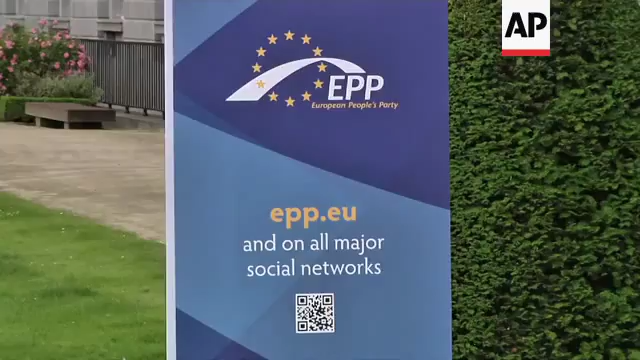 AP
EPP
European People's Party
epp.eu
and on all major
social networks